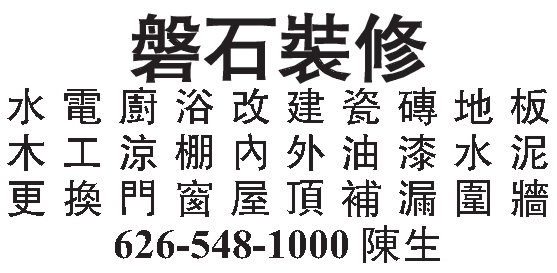 磐石裝修
水電廚浴改建瓷磚地板
木工涼棚內外油漆水泥
更換門窗屋頂補漏圍牆
626-548-1000 陳生